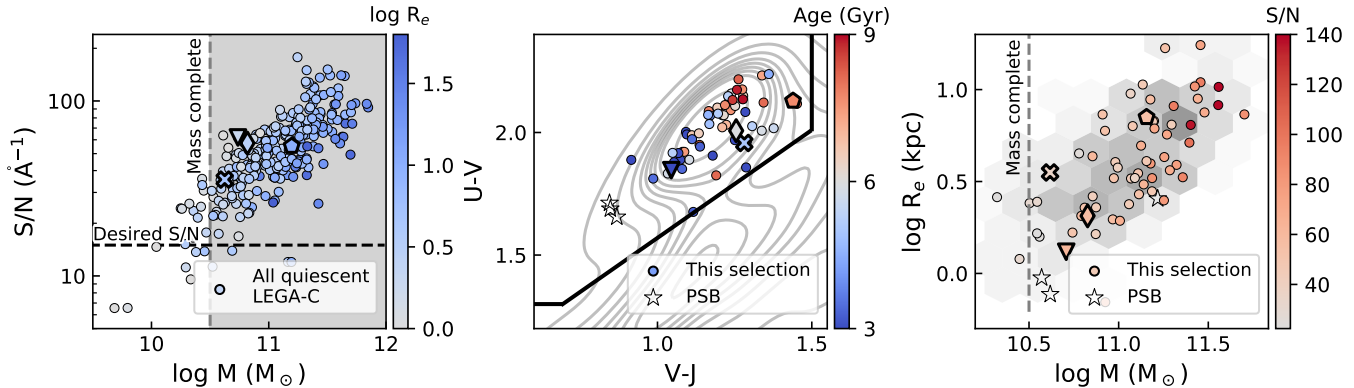 log Rₑ
Age (Gyr)
S/N
S/N (Å⁻¹)
100
10
Mass complete
Desired S/N
All quiescent
LEGA-C
10
11
12
log M (M⊙)
1.5
1.0
0.5
0.0
U-V
2.0
1.5
This selection
PSB
1.0
1.5
V-J
9
6
3
log Rₑ (kpc)
1.0
0.5
0.0
Mass complete
This selection
PSB
10.5
11.0
11.5
log M (M⊙)
140
120
100
80
60
40